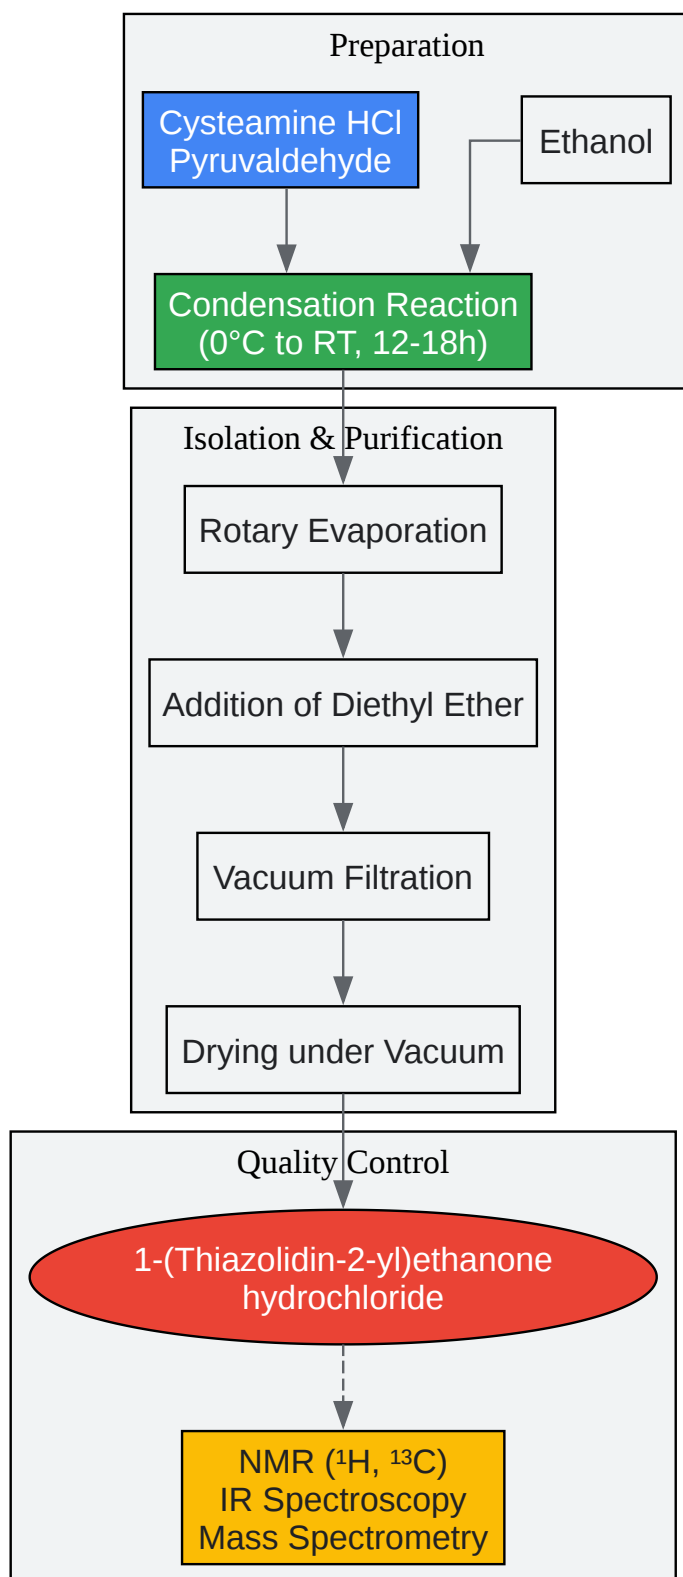 Preparation
Cysteamine HCl
Pyruvaldehyde
Ethanol
Condensation Reaction
(0°C to RT, 12-18h)
Isolation & Purification
Rotary Evaporation
Addition of Diethyl Ether
Vacuum Filtration
Drying under Vacuum
Quality Control
1-(Thiazolidin-2-yl)ethanone
hydrochloride
NMR (¹H, ¹³C)
IR Spectroscopy
Mass Spectrometry